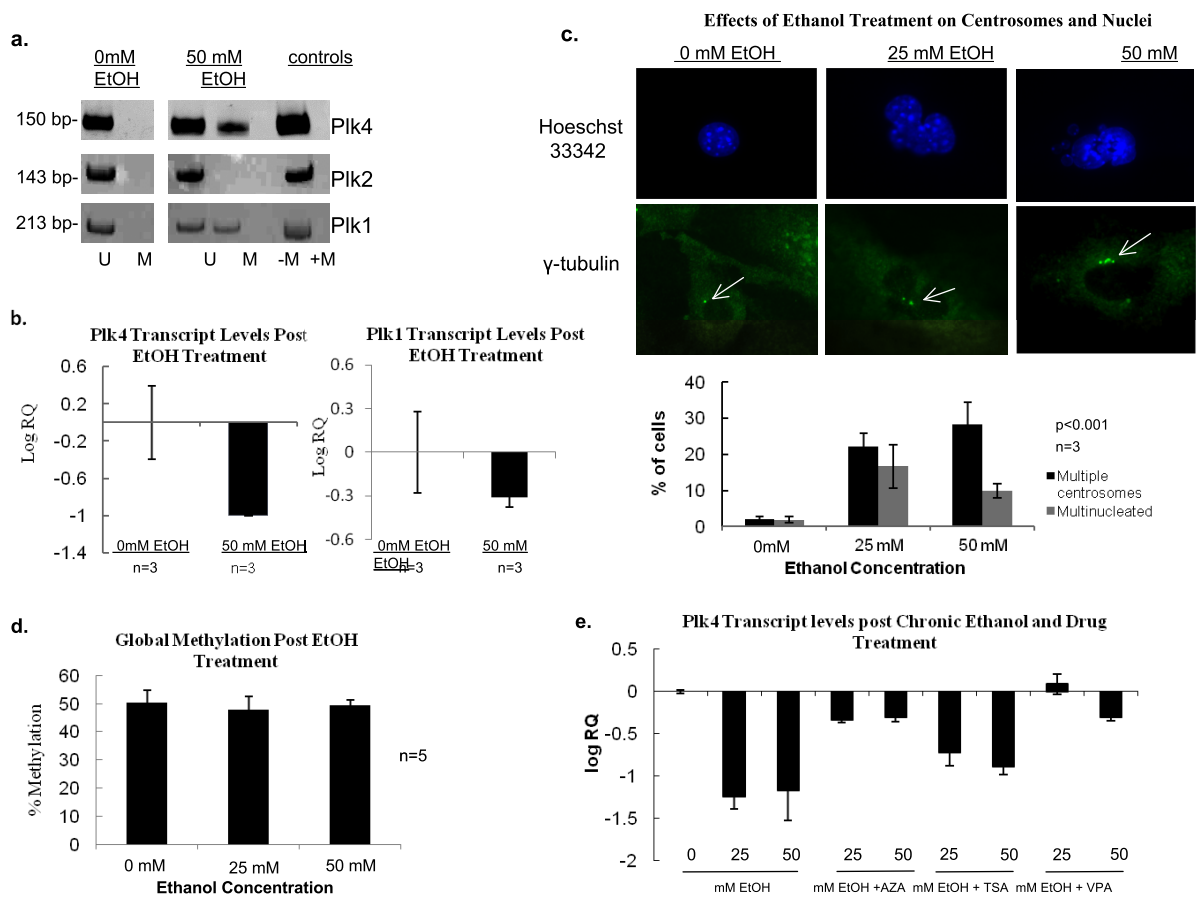 a.
0mM EtOH
50 mM EtOH
controls
150 bp-
Plk4
143 bp-
Plk2
213 bp-
Plk1
U M
U M
-M +M
b.
Plk4 Transcript Levels Post
EtOH Treatment
Log RQ
0.6
0.2
-0.2
-0.6
-1
-1.4
0mM EtOH
50 mM EtOH
n=3
n=3
Plk1 Transcript Levels Post
EtOH Treatment
Log RQ
0.6
0.3
0
-0.3
-0.6
0mM EtOH
EtOH
50 mM
n=3
n=3
c.
Effects of Ethanol Treatment on Centrosomes and Nuclei
0 mM EtOH
25 mM EtOH
50 mM
Hoeschst
33342
γ-tubulin
% of cells
40
30
20
10
0
0mM
25 mM
50 mM
Ethanol Concentration
p<0.001
n=3
Multiple
centrosomes
Multinucleated
d.
Global Methylation Post EtOH
Treatment
% Methylation
60
50
40
30
20
10
0
0 mM
25 mM
50 mM
Ethanol Concentration
n=5
e.
Plk4 Transcript levels post Chronic Ethanol and Drug
Treatment
log RQ
0.5
0
-0.5
-1
-1.5
-2
0 25 50
25 50
25 50
25 50
mM EtOH
mM EtOH +AZA
mM EtOH + TSA
mM EtOH + VPA